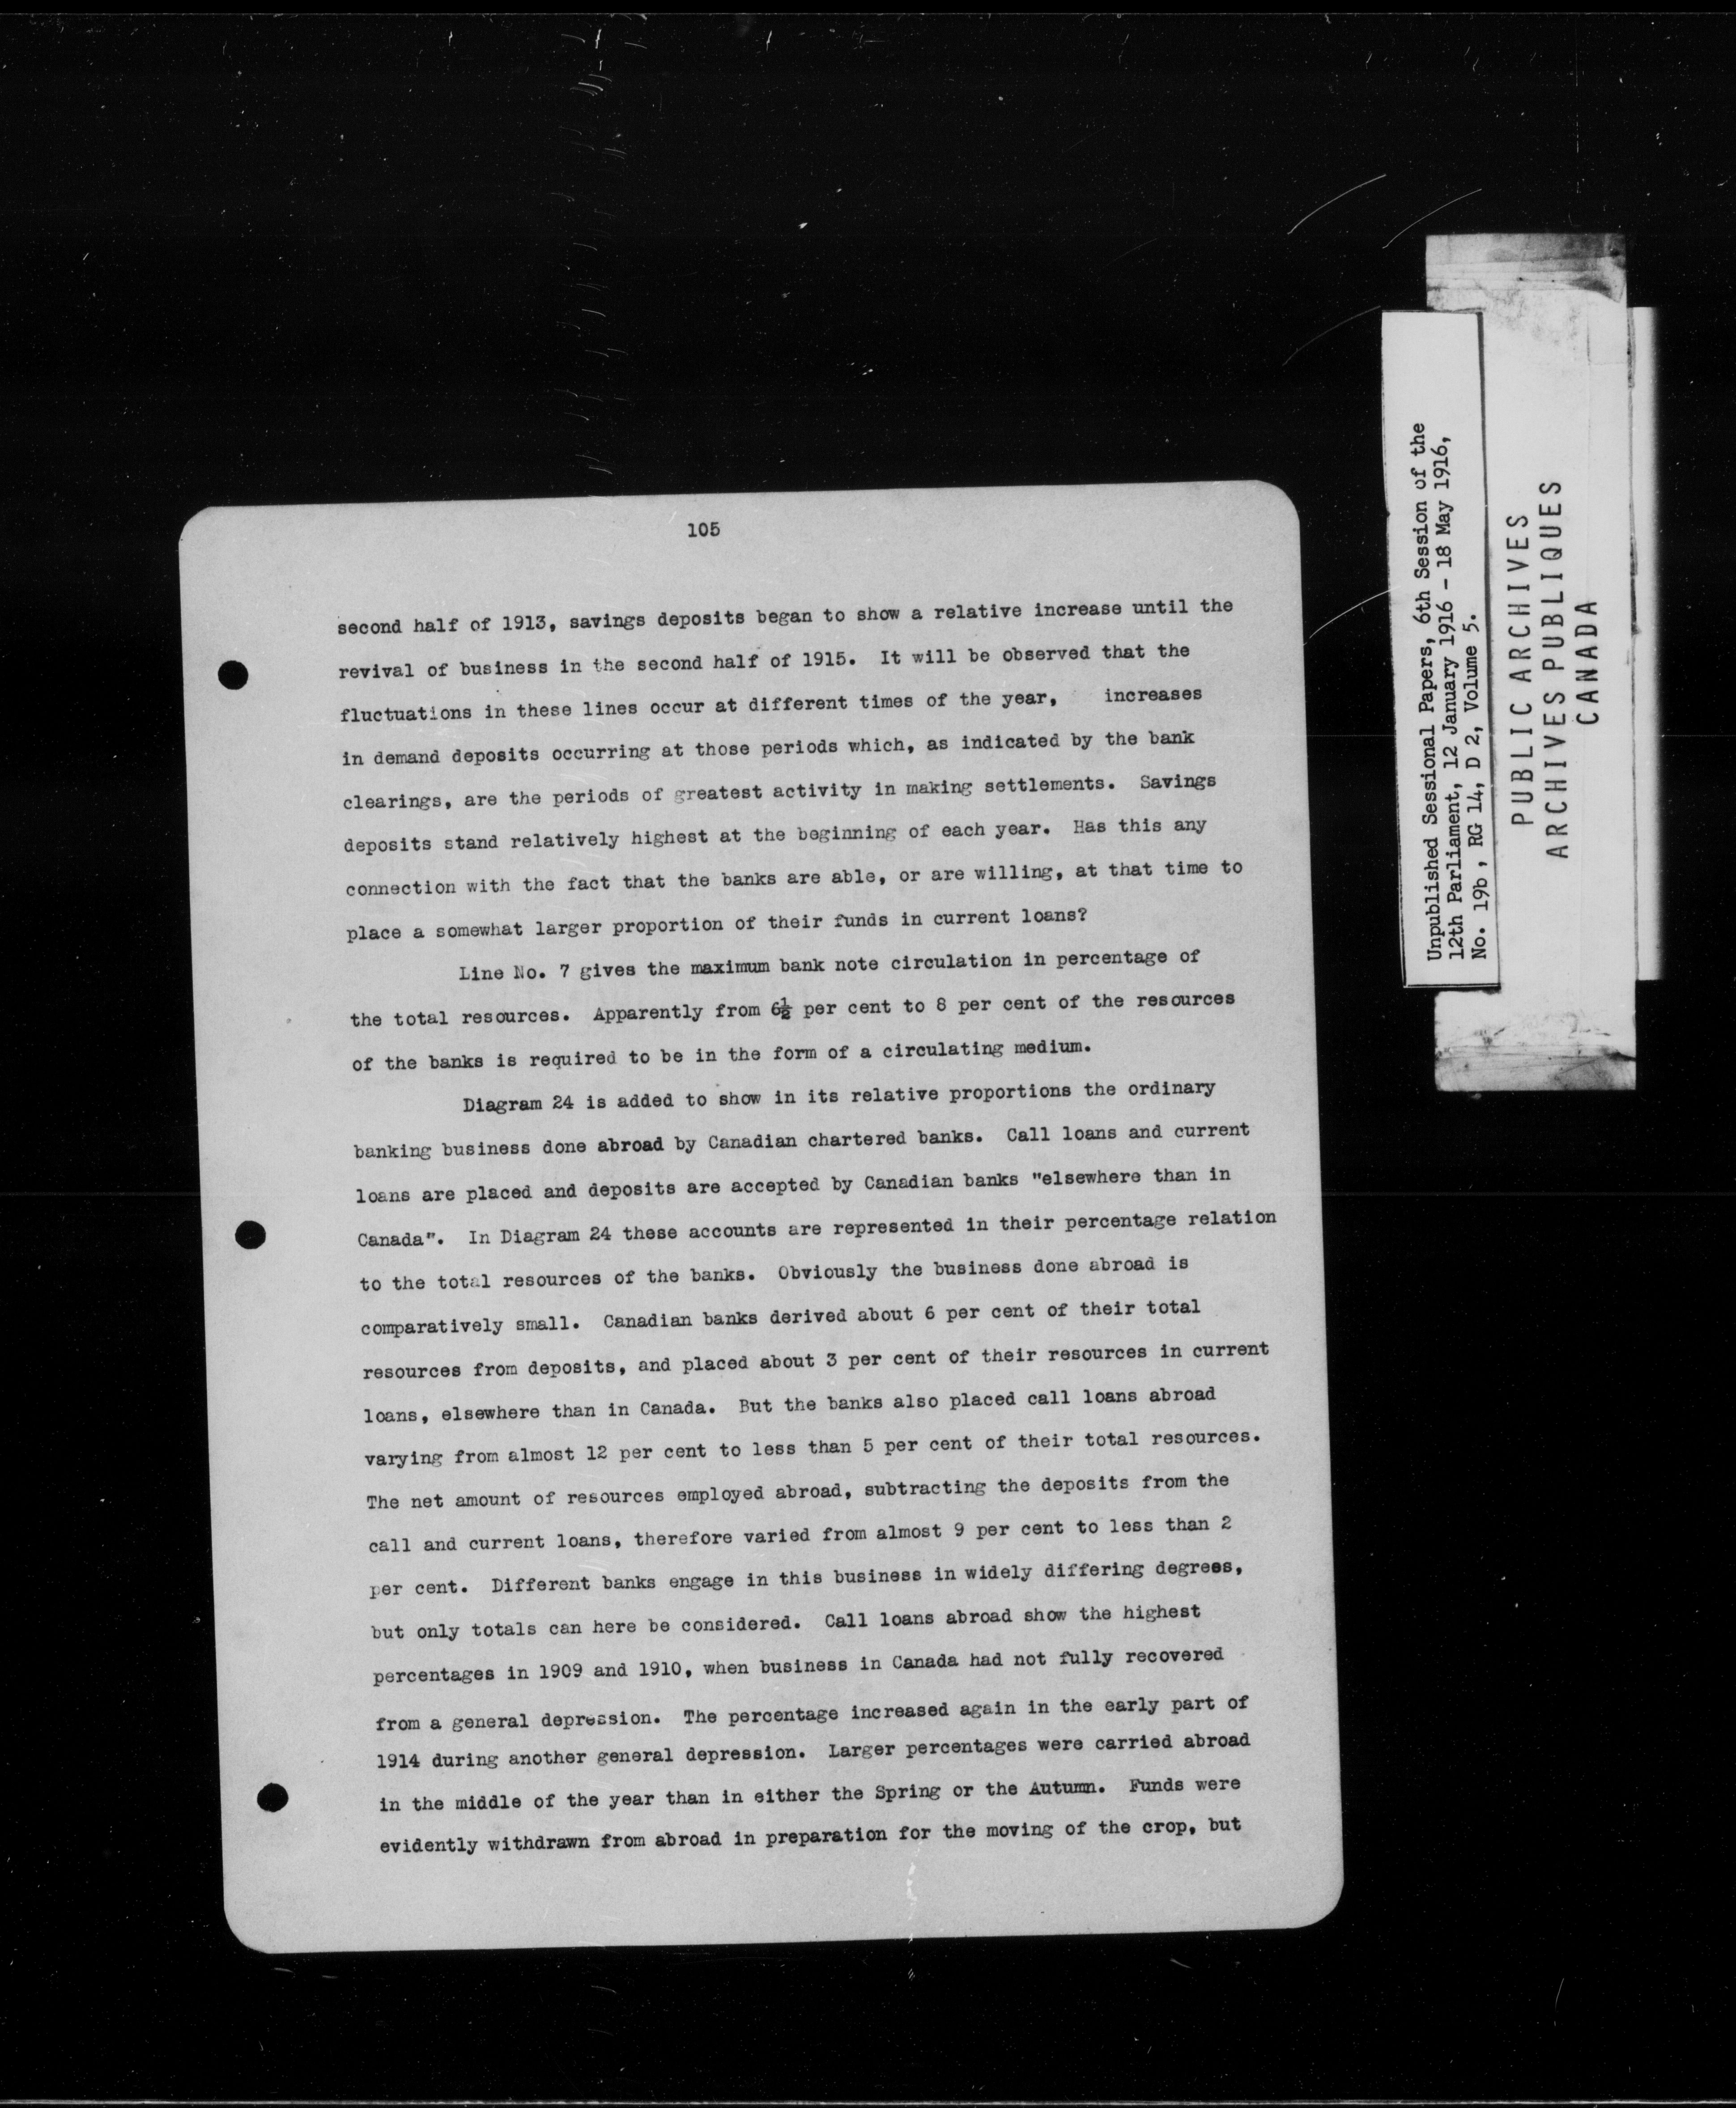 105
second half of 1913, savings deposits began to show a relative increase until the
revival of business in the second half of 1915. It will be observed that the
fluctuations in these lines occur at different times of the year, increases
in demand deposits occurring at those periods which, as indicated by the bank
clearings, are the periods of greatest activity in making settlements. Savings
deposits stand relatively highest at the beginning of each year. Has this any
connection with the fact that the banks are able, or are willing, at that time to
place a somewhat larger proportion of their funds in current loans?
Line No. 7 gives the maximum bank note circulation in percentage of
the total resources. Apparently from 6½ per cent to 8 per cent of the resources
of the banks is required to be in the form of a circulating medium.
Diagram 24 is added to show in its relative proportions the ordinary
banking business done abroad by Canadian chartered banks. Call loans and current
loans are placed and deposits are accepted by Canadian banks "elsewhere than in
Canada". In Diagram 24 these accounts are represented in their percentage relation
to the total resources of the banks. Obviously the business done abroad is
comparatively small. Canadian banks derived about 6 per cent of their total
resources from deposits, and placed about 3 per cent of their resources in current
loans, elsewhere than in Canada. But the banks also placed call loans abroad
varying from almost 12 per cent to less than 5 per cent of their total resources.
The net amount of resources employed abroad, subtracting the deposits from the
call and current loans, therefore varied from almost 9 per cent to less than 2
per cent. Different banks engage in this business in widely differing degrees,
but only totals can here be considered. Call loans abroad show the highest
percentages in 1909 and 1910, when business in Canada had not fully recovered
from a general depression. The percentage increased again in the early part of
1914 during another general depression. Larger percentages were carried abroad
in the middle of the year than in either the Spring or the Autumn. Funds were
evidently withdrawn from abroad in preparation for the moving of the crop, but
Unpublished Sessional Papers, 6th Session of the
12th Parliament, 12 January 1916 - 18 May 1916,
No. 19b , RG 14, D 2, Volume 5.
PUBLIC ARCHIVES
ARCHIVES PUBLIQUES
CANADA